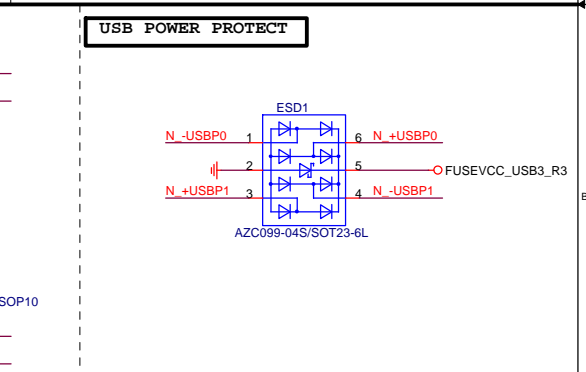 USB POWER PROTECT
ESD1
N_-USBP0 1 6 N_+USBP0
2 5 FUSEVCC_USB3_R3
N_+USBP1 3 4 N_-USBP1
AZC099-04S/SOT23-6L
B
SOP10